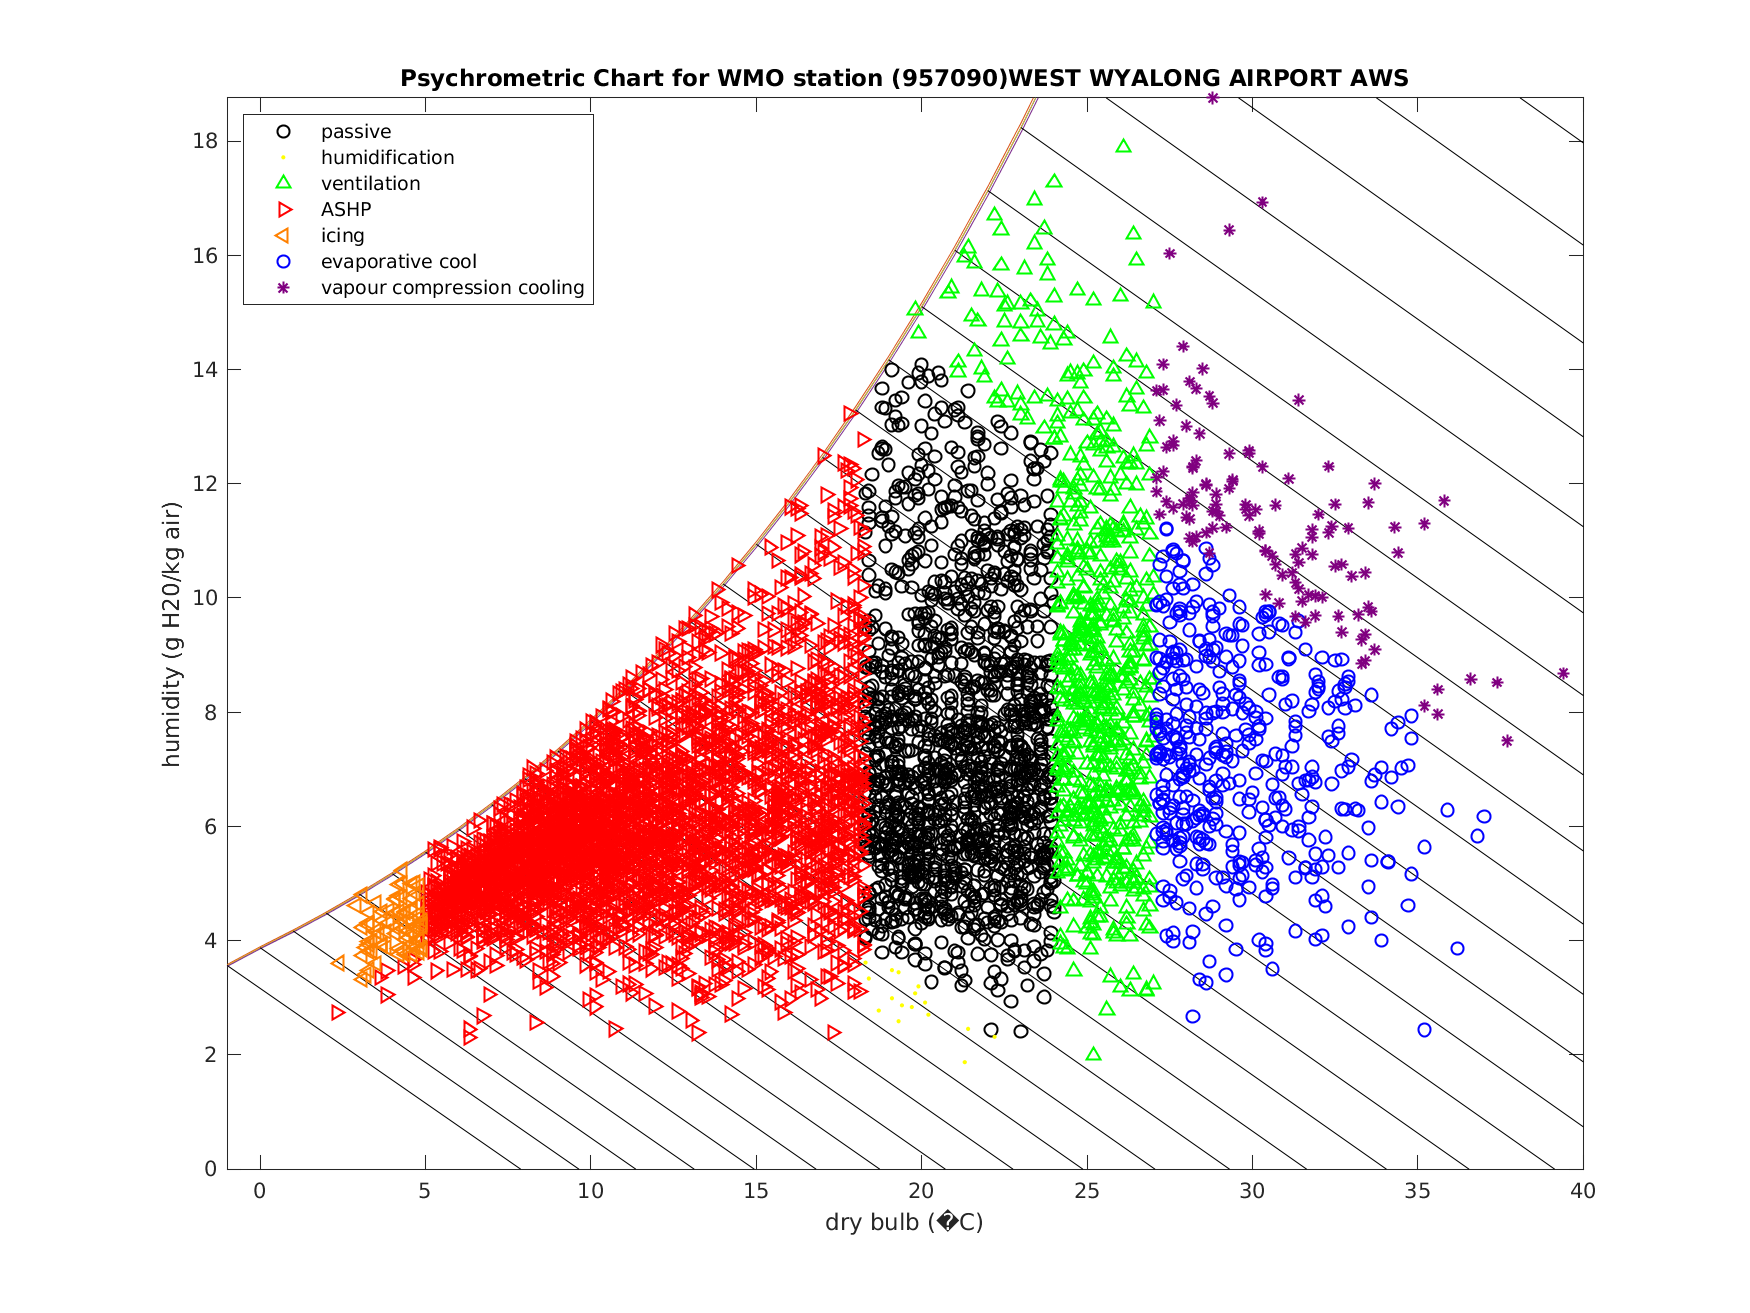 Psychrometric Chart for WMO station (957090)WEST WYALONG AIRPORT AWS
passive
humidification
ventilation
ASHP
icing
evaporative cool
vapour compression cooling
humidity (g H20/kg air)
18
16
14
12
10
8
6
4
2
0
0 5 10 15 20 25 30 35 40
dry bulb (�C)